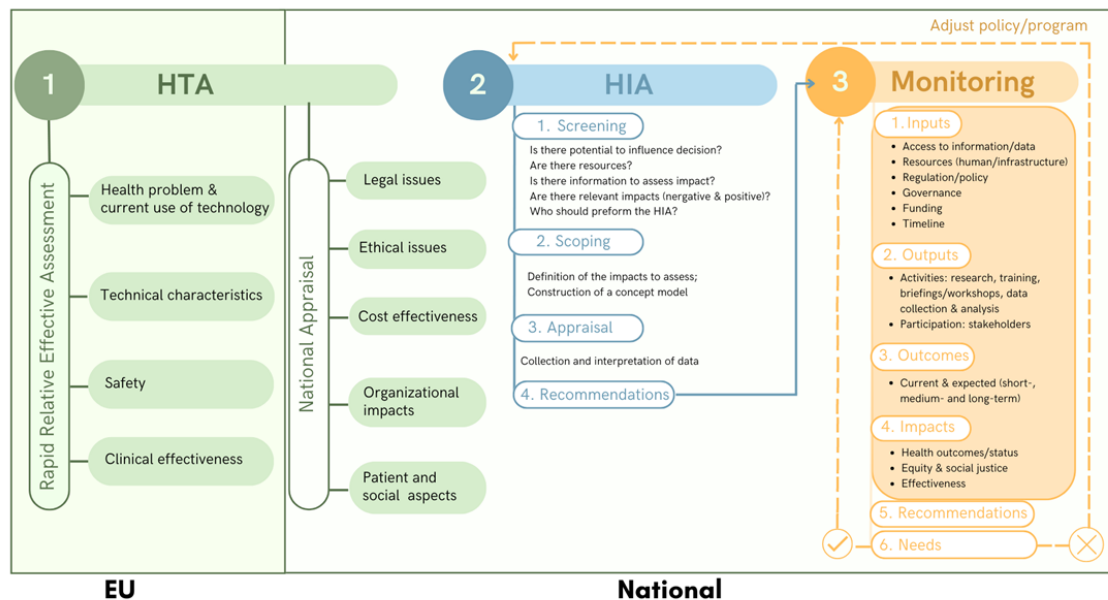 Adjust policy/program
1
HTA
Rapid Relative Effective Assessment
Health problem &
current use of technology
Technical characteristics
Safety
Clinical effectiveness
National Appraisal
Legal issues
Ethical issues
Cost effectiveness
Organizational
impacts
Patient and
social aspects
2
HIA
1. Screening
Is there potential to influence decision?
Are there resources?
Is there information to assess impact?
Are there relevant impacts (nergative & positive)?
Who should preform the HIA?
2. Scoping
Definition of the impacts to assess;
Construction of a concept model
3. Appraisal
Collection and interpretation of data
4. Recommendations
3
Monitoring
1. Inputs
• Access to information/data
• Resources (human/infrastructure)
• Regulation/policy
• Governance
• Funding
• Timeline
2. Outputs
• Activities: research, training,
briefings/workshops, data
collection & analysis
• Participation: stakeholders
3. Outcomes
• Current & expected (short-,
medium- and long-term)
4. Impacts
• Health outcomes/status
• Equity & social justice
• Effectiveness
5. Recommendations
6. Needs
EU
National